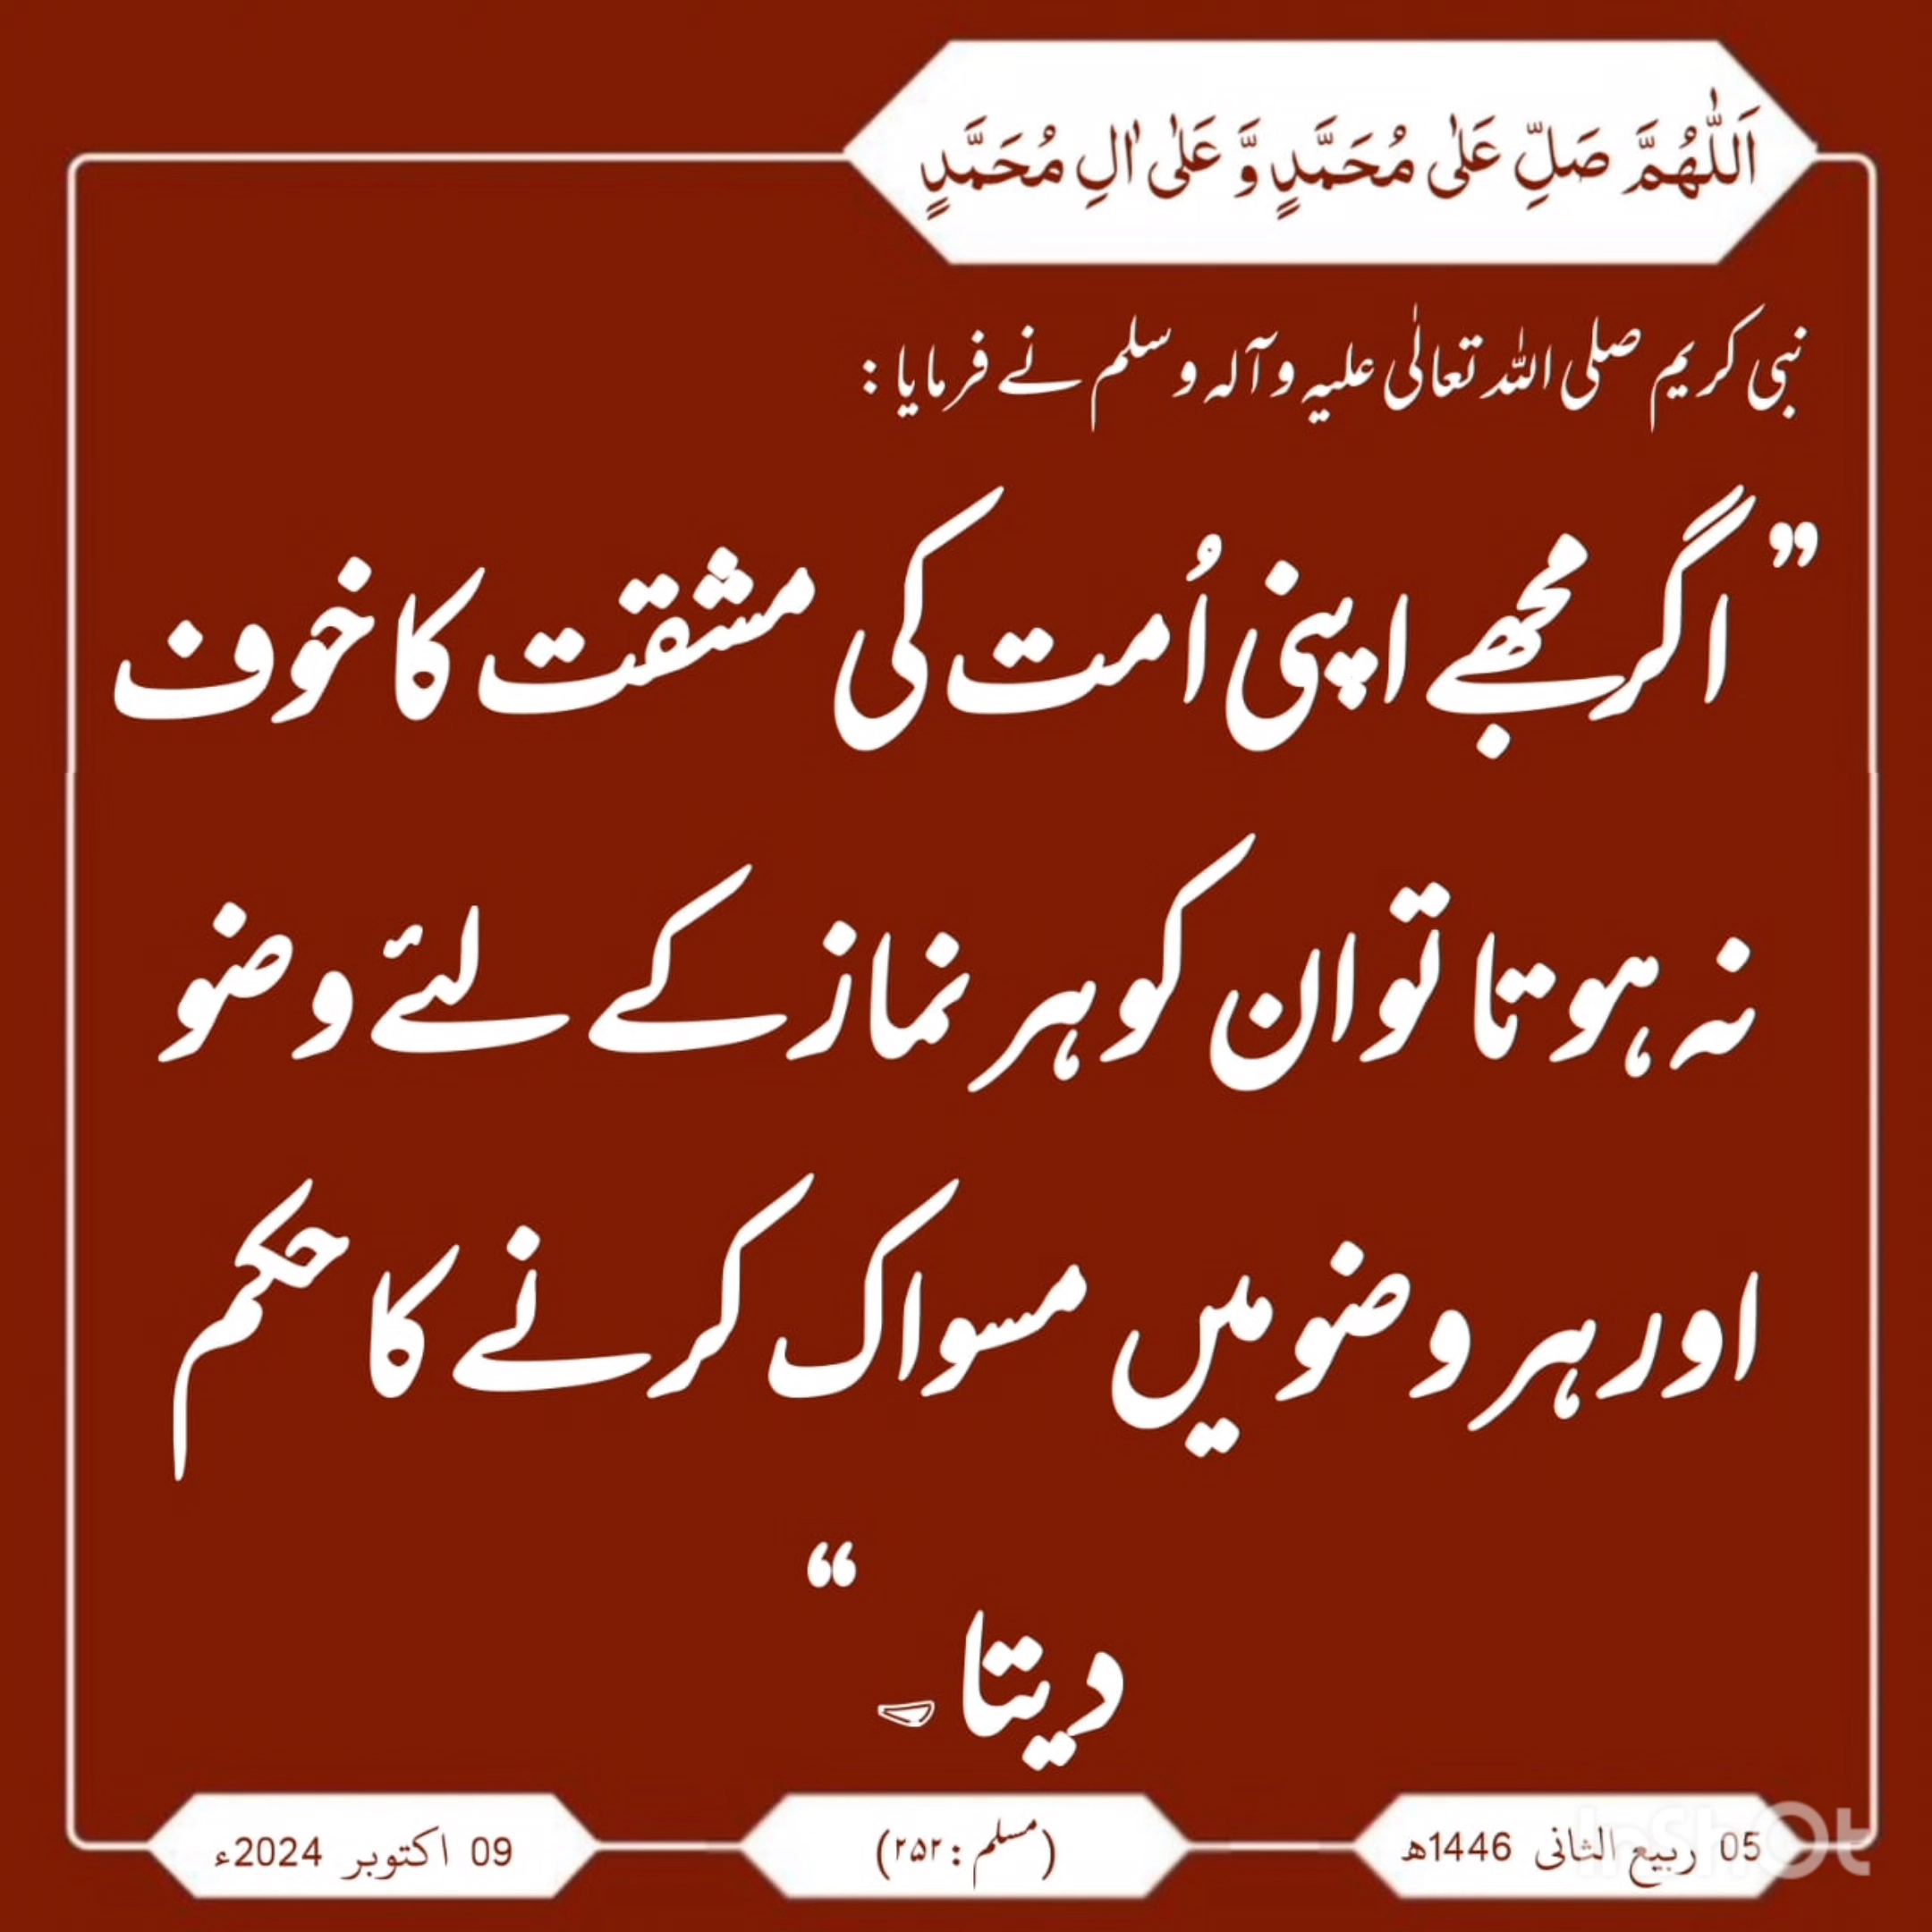 اَللّٰهُمَّ صَلِّ عَلٰى مُحَمَّدٍ وَّ عَلٰى اٰلِ مُحَمَّدٍ
نبی کریم صلی اللہ تعالٰی علیہ وآلہ وسلم نے فرمایا :
”اگر مجھے اپنی اُمت کی مشقت کا خوف
نہ ہوتا تو ان کو ہر نماز کے لئے وضو
اور ہر وضو میں مسواک کرنے کا حکم
دیتا۔“
05 ربیع الثانی 1446ھ
(مسلم : ۲۵۲)
09 اکتوبر 2024ء
InShOt